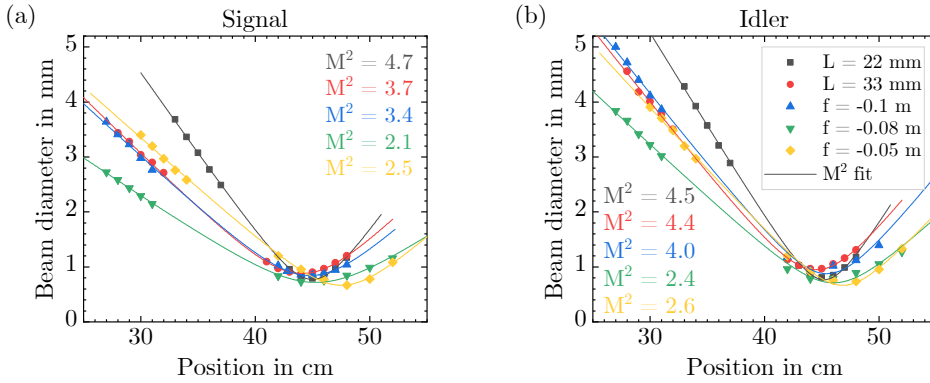 (a)
Signal
5
4
3
2
1
0
30
40
50
Beam diameter in mm
Position in cm
M² = 4.7
M² = 3.7
M² = 3.4
M² = 2.1
M² = 2.5
(b)
Idler
5
4
3
2
1
0
30
40
50
Beam diameter in mm
Position in cm
L = 22 mm
L = 33 mm
f = -0.1 m
f = -0.08 m
f = -0.05 m
M² fit
M² = 4.5
M² = 4.4
M² = 4.0
M² = 2.4
M² = 2.6